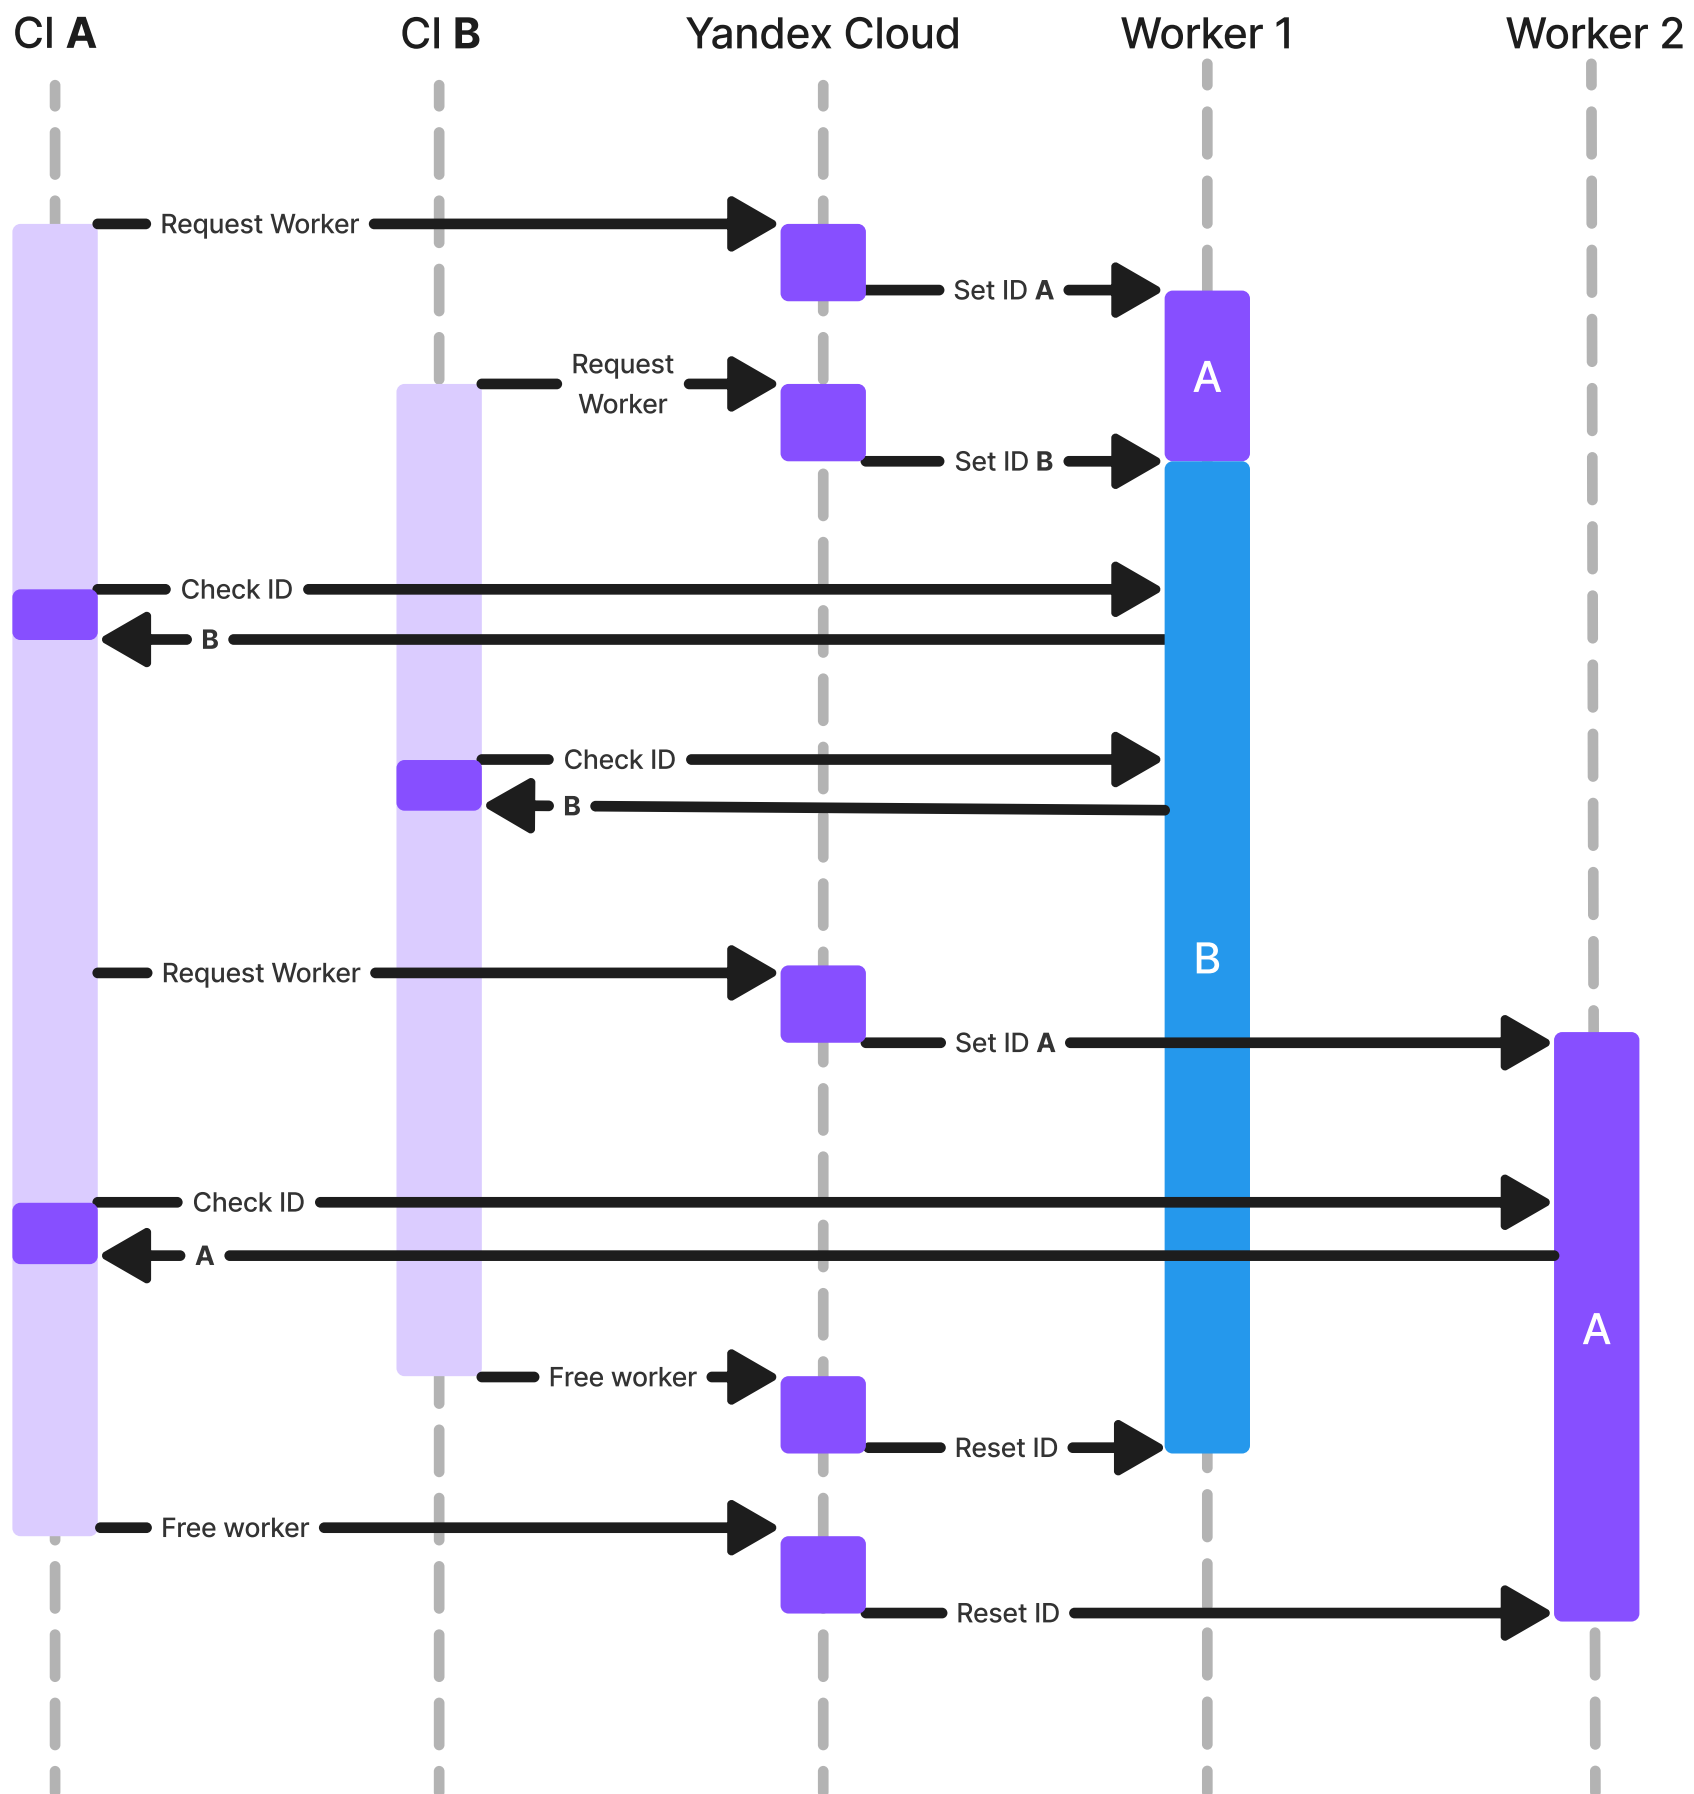 CI A
CI B
Yandex Cloud
Worker 1
Worker 2
Request Worker
Set ID A
Request
Worker
A
Set ID B
Check ID
B
Check ID
B
B
Request Worker
Set ID A
Check ID
A
A
Free worker
Reset ID
Free worker
Reset ID